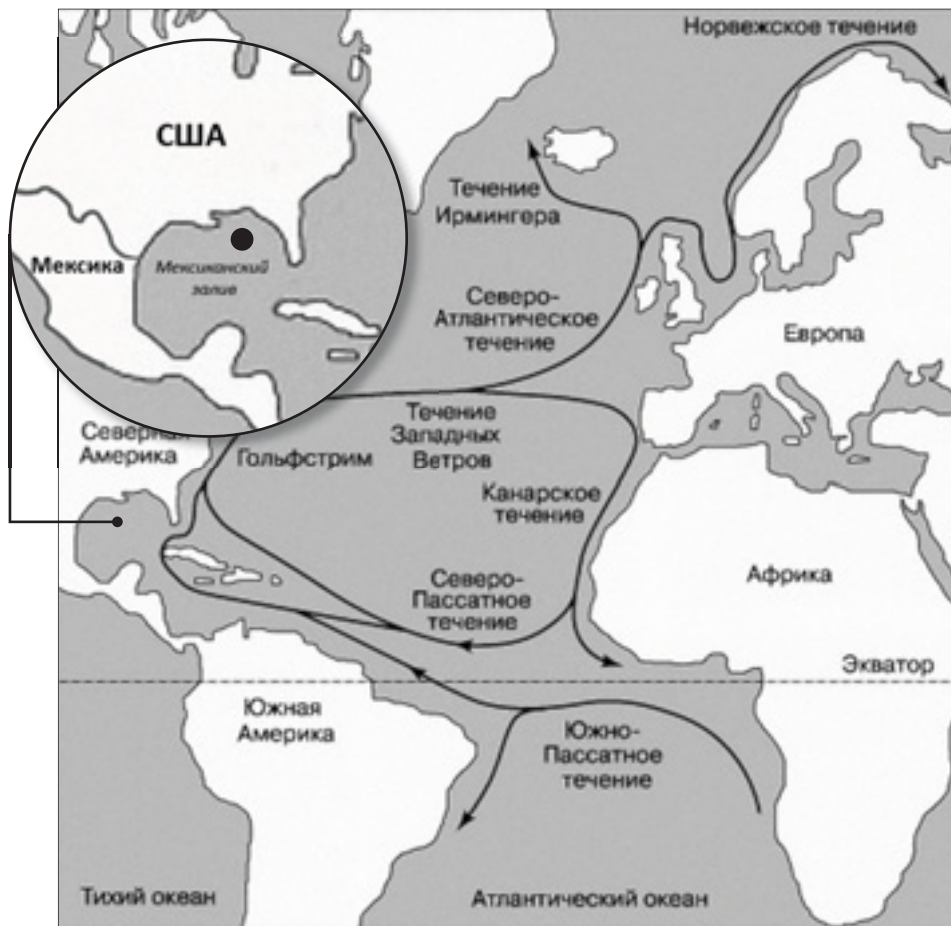 Норвежское течение
США
Мексика
Мексиканский
залив
Течение
Ирмингера
Северо-
Атлантическое
течение
Европа
Течение
Западных
Ветров
Северная
Америка
Гольфстрим
Канарское
течение
Северо-
Пассатное
течение
Африка
Экватор
Южная
Америка
Южно-
Пассатное
течение
Тихий океан
Атлантический океан